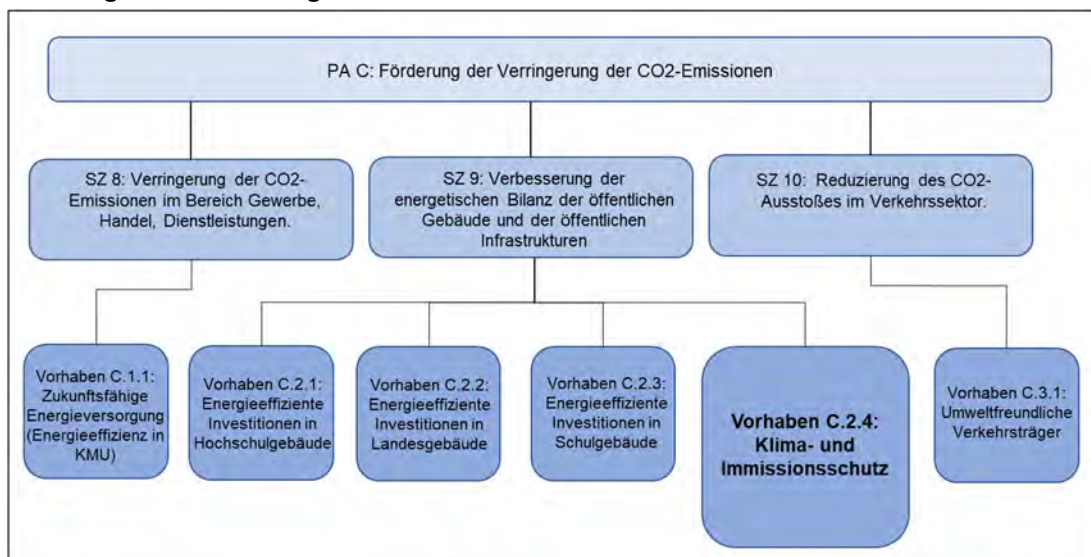 PA C: Förderung der Verringerung der CO2-Emissionen
SZ 8: Verringerung der CO2-
Emissionen im Bereich Gewerbe,
Handel, Dienstleistungen.
SZ 9: Verbesserung der
energetischen Bilanz der öffentlichen
Gebäude und der öffentlichen
Infrastrukturen
SZ 10: Reduzierung des CO2-
Ausstoßes im Verkehrssektor.
Vorhaben C.1.1:
Zukunftsfähige
Energieversorgung
(Energieeffizienz in
KMU)
Vorhaben C.2.1:
Energieeffiziente
Investitionen in
Hochschulgebäude
Vorhaben C.2.2:
Energieeffiziente
Investitionen in
Landesgebäude
Vorhaben C.2.3:
Energieeffiziente
Investitionen in
Schulgebäude
Vorhaben C.2.4:
Klima- und
Immissionsschutz
Vorhaben C.3.1:
Umweltfreundliche
Verkehrsträger